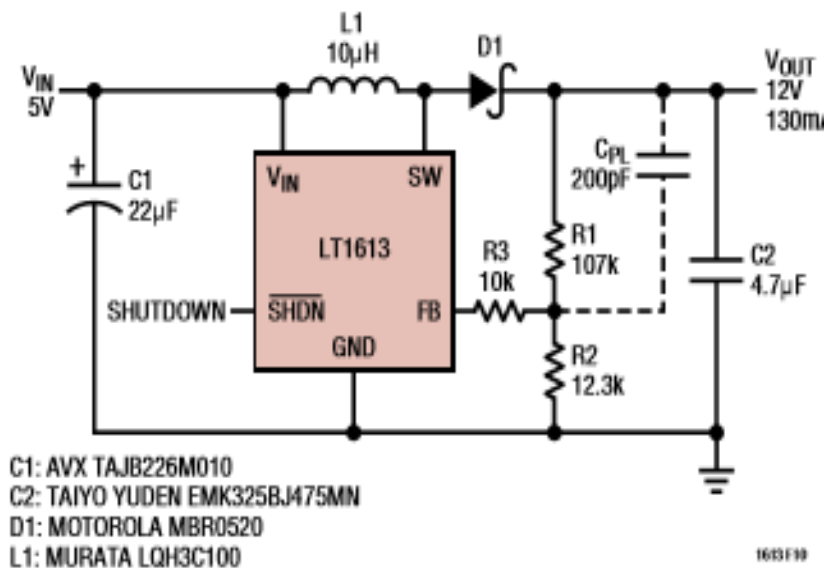 L1
10μH
D1
VIN
5V
VOUT
12V
130mA
+
C1
22μF
VIN
SW
LT1613
SHDN
FB
GND
SHUTDOWN
R3
10k
R1
107k
CPL
200pF
C2
4.7μF
R2
12.3k
C1: AVX TAJB226M010
C2: TAIYO YUDEN EMK325BJ475MN
D1: MOTOROLA MBR0520
L1: MURATA LQH3C100
1613 F10